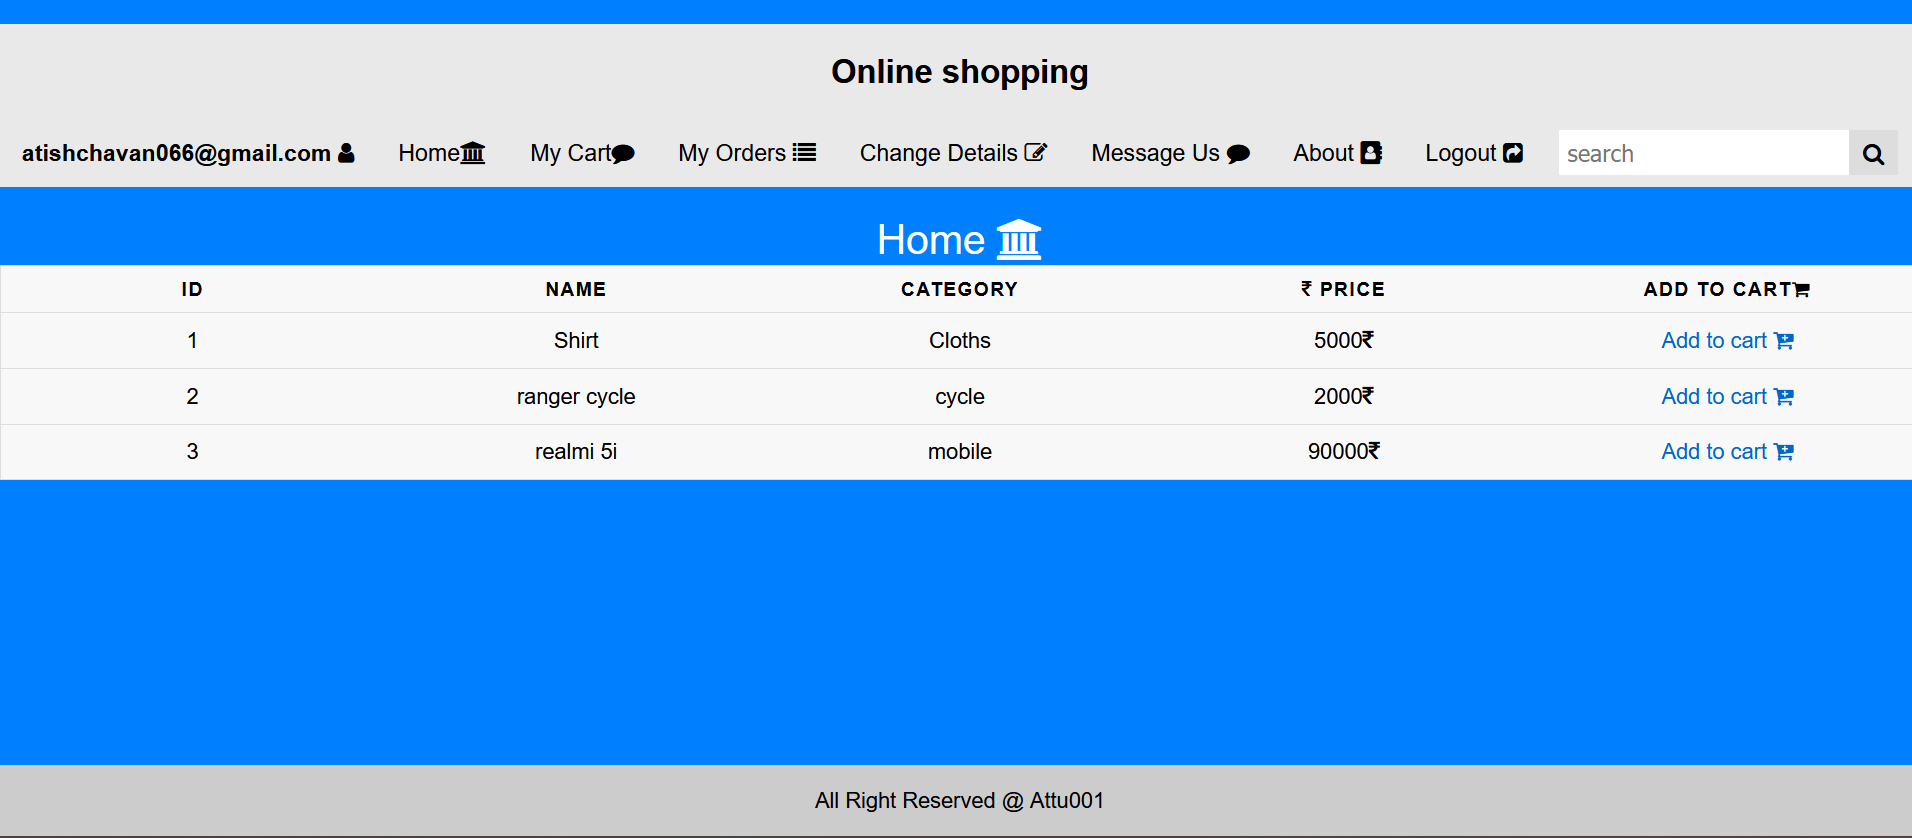 Online shopping
atishchavan066@gmail.com Home My Cart My Orders Change Details Message Us About Logout search
Home
ID NAME CATEGORY ₹ PRICE ADD TO CART
1 Shirt Cloths 5000₹ Add to cart
2 ranger cycle cycle 2000₹ Add to cart
3 realmi 5i mobile 90000₹ Add to cart
All Right Reserved @ Attu001